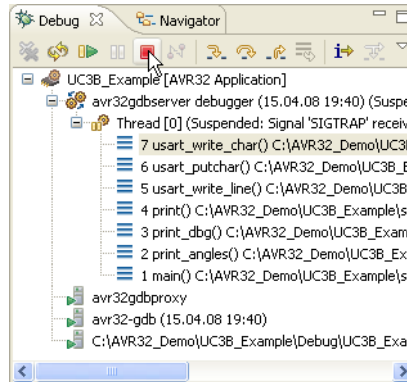 Debug Navigator
UC3B_Example [AVR32 Application]
avr32gdbserver debugger (15.04.08 19:40) (Suspe
Thread [0] (Suspended: Signal 'SIGTRAP' receiv
7 usart_write_char() C:\AVR32_Demo\UC3
6 usart_putchar() C:\AVR32_Demo\UC3B_E
5 usart_write_line() C:\AVR32_Demo\UC3B
4 print() C:\AVR32_Demo\UC3B_Example\s
3 print_dbg() C:\AVR32_Demo\UC3B_Exam
2 print_angles() C:\AVR32_Demo\UC3B_Ex
1 main() C:\AVR32_Demo\UC3B_Example\s
avr32gdbproxy
avr32-gdb (15.04.08 19:40)
C:\AVR32_Demo\UC3B_Example\Debug\UC3B_Exa